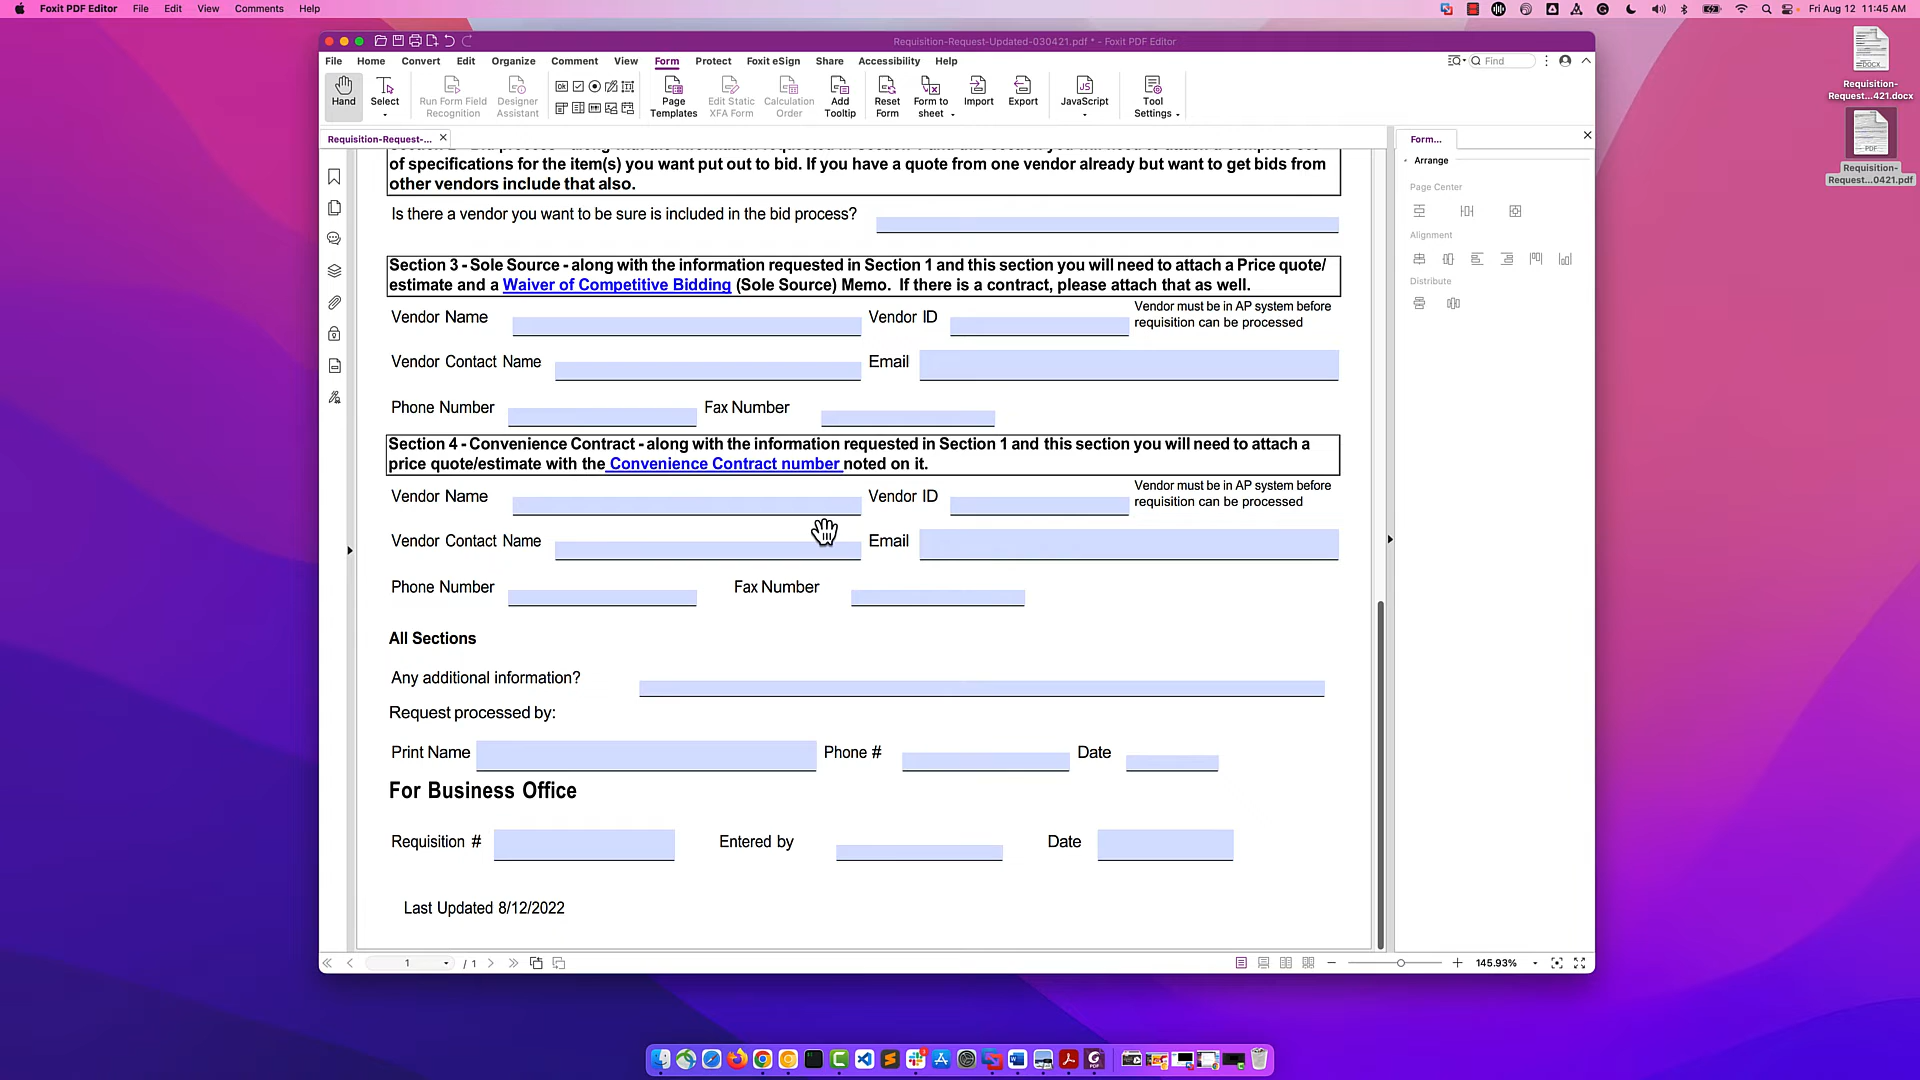 Foxit PDF Editor File Edit View Comments Help
Fri Aug 12 11:45 AM
Requisition-Request-Updated-030421.pdf * - Foxit PDF Editor
File Home Convert Edit Organize Comment View Form Protect Foxit eSign Share Accessibility Help
Find
Hand
Select
Run Form Field Recognition
Designer Assistant
Page Templates
Edit Static XFA Form
Calculation Order
Add Tooltip
Reset Form
Form to sheet
Import
Export
JavaScript
Tool Settings
Requisition-Request-...
of specifications for the item(s) you want put out to bid. If you have a quote from one vendor already but want to get bids from
other vendors include that also.
Is there a vendor you want to be sure is included in the bid process?
Section 3 - Sole Source - along with the information requested in Section 1 and this section you will need to attach a Price quote/
estimate and a Waiver of Competitive Bidding (Sole Source) Memo. If there is a contract, please attach that as well.
Vendor Name
Vendor ID
Vendor must be in AP system before
requisition can be processed
Vendor Contact Name
Email
Phone Number
Fax Number
Section 4 - Convenience Contract - along with the information requested in Section 1 and this section you will need to attach a
price quote/estimate with the Convenience Contract number noted on it.
Vendor Name
Vendor ID
Vendor must be in AP system before
requisition can be processed
Vendor Contact Name
Email
Phone Number
Fax Number
All Sections
Any additional information?
Request processed by:
Print Name
Phone #
Date
For Business Office
Requisition #
Entered by
Date
Last Updated 8/12/2022
1
/ 1
145.93%
Form...
Arrange
Page Center
Alignment
Distribute
DOCX
Requisition-
Request...421.docx
PDF
Requisition-
Request...0421.pdf